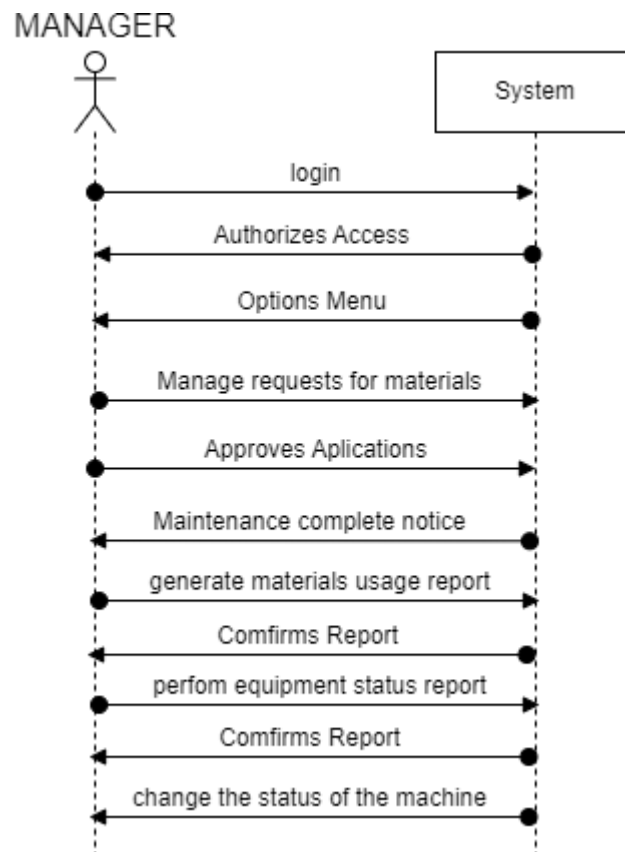 MANAGER
System
login
Authorizes Access
Options Menu
Manage requests for materials
Approves Aplications
Maintenance complete notice
generate materials usage report
Comfirms Report
perfom equipment status report
Comfirms Report
change the status of the machine